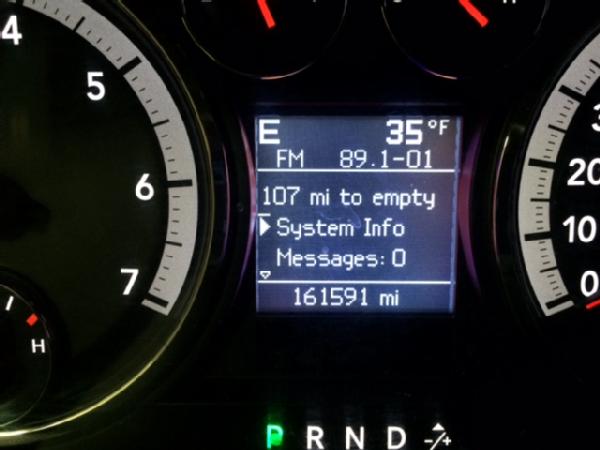 4
5
6
7
H
E 35°F
FM 89.1-01
107 mi to empty
System Info
Messages: 0
161591 mi
20
10
0
P R N D -/+